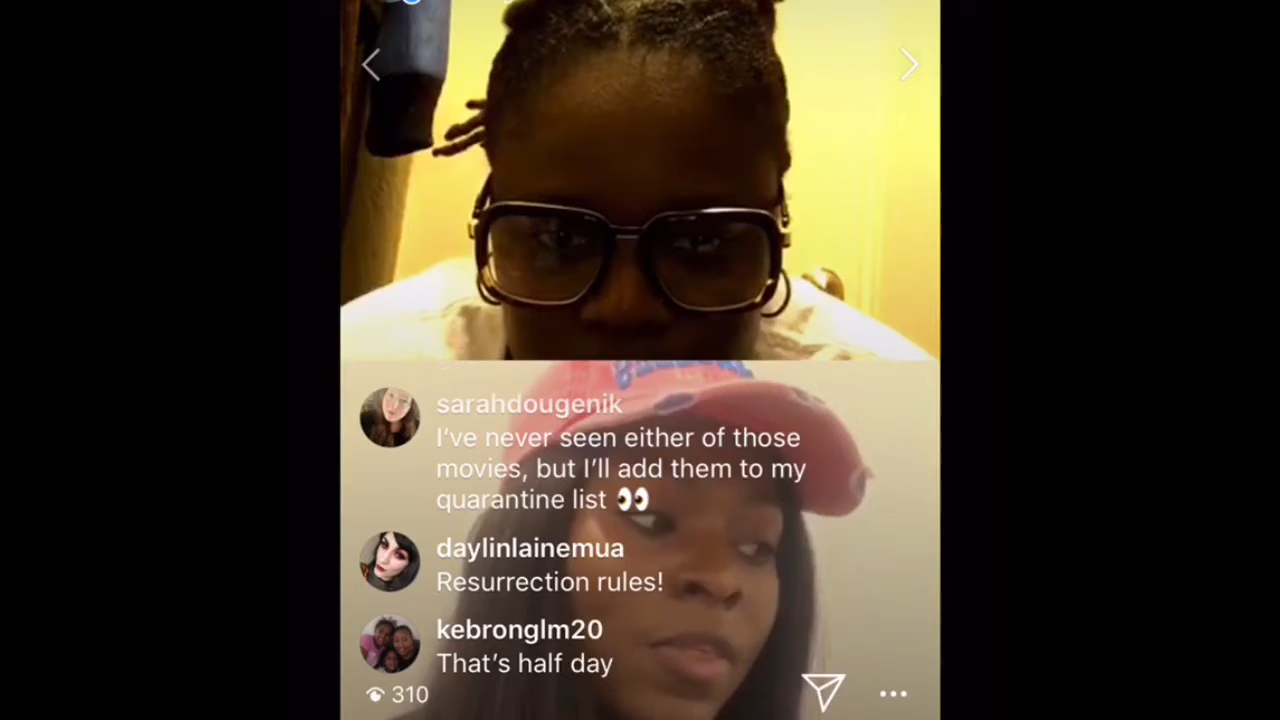 sarahdougenik
I've never seen either of those
movies, but I'll add them to my
quarantine list 👀
daylinlainemua
Resurrection rules!
kebronglm20
That's half day
310